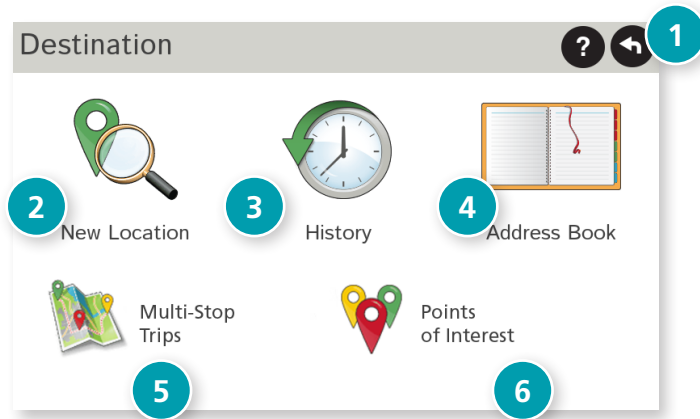 Destination
?
1
2
New Location
3
History
4
Address Book
Multi-Stop
Trips
5
Points
of Interest
6